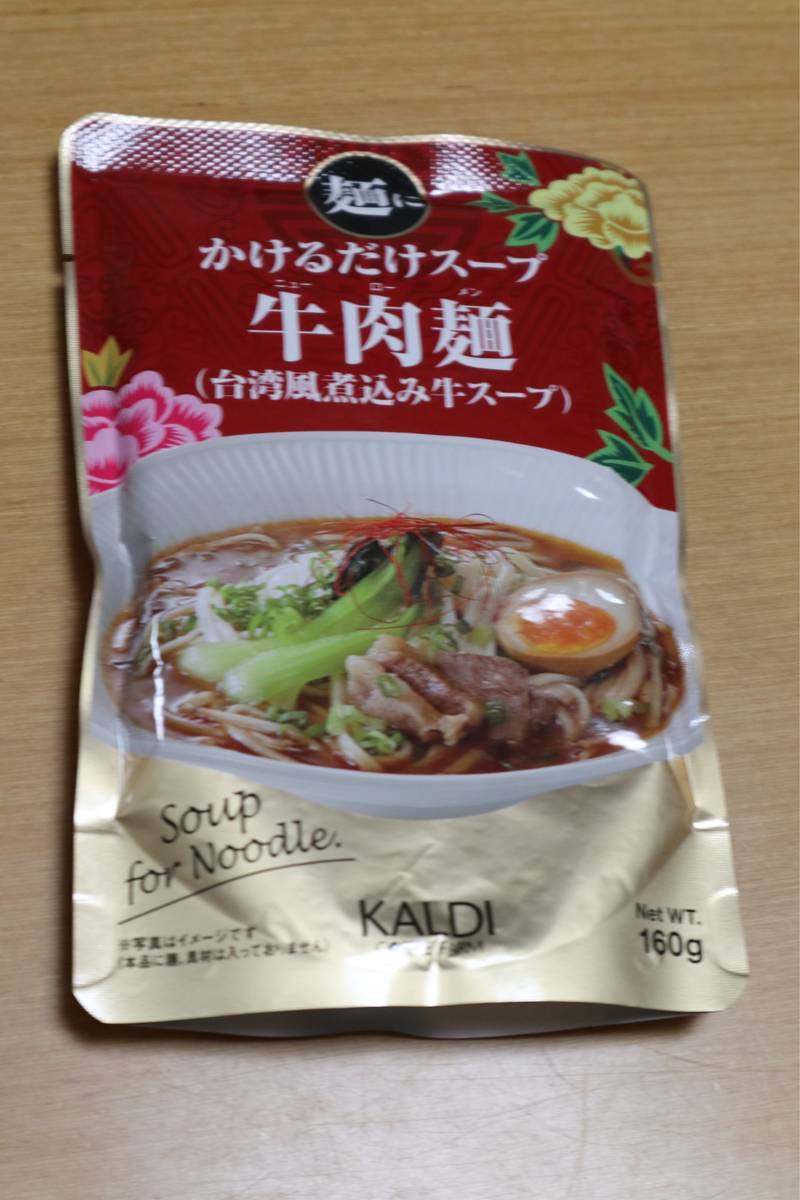 麺に
かけるだけスープ
ニュー ロー メン
牛肉麺
(台湾風煮込み牛スープ)
Soup
for Noodle.
KALDI
COFFEE FARM
Net WT.
160g
※写真はイメージです
(本品に麺、具材は入っておりません)